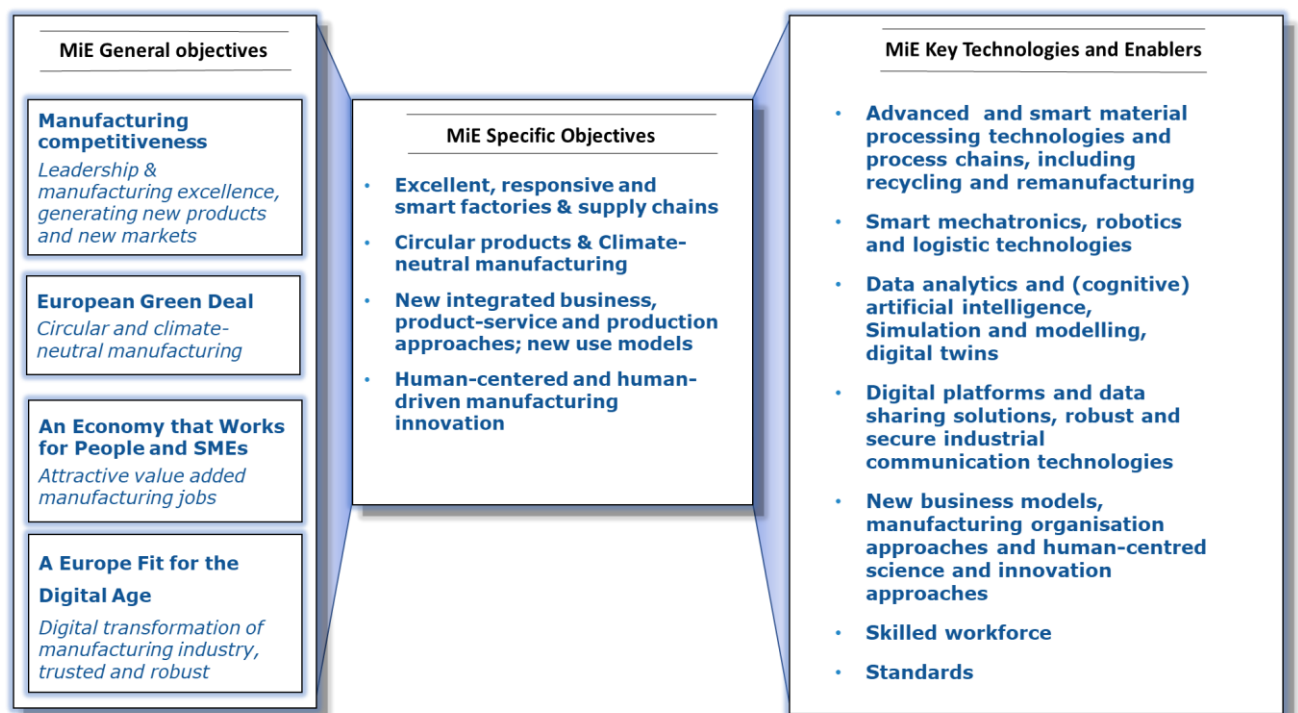 MiE General objectives
Manufacturing
competitiveness
Leadership &
manufacturing excellence,
generating new products
and new markets
European Green Deal
Circular and climate-
neutral manufacturing
An Economy that Works
for People and SMEs
Attractive value added
manufacturing jobs
A Europe Fit for the
Digital Age
Digital transformation of
manufacturing industry,
trusted and robust
MiE Specific Objectives
• Excellent, responsive and
smart factories & supply chains
• Circular products & Climate-
neutral manufacturing
• New integrated business,
product-service and production
approaches; new use models
• Human-centered and human-
driven manufacturing
innovation
MiE Key Technologies and Enablers
• Advanced and smart material
processing technologies and
process chains, including
recycling and remanufacturing
• Smart mechatronics, robotics
and logistic technologies
• Data analytics and (cognitive)
artificial intelligence,
Simulation and modelling,
digital twins
• Digital platforms and data
sharing solutions, robust and
secure industrial
communication technologies
• New business models,
manufacturing organisation
approaches and human-centred
science and innovation
approaches
• Skilled workforce
• Standards